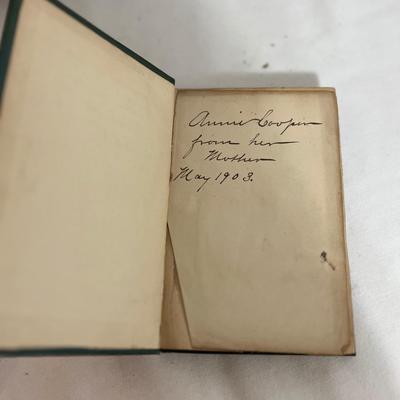 Annie Cooper
from her
Mother
May 1903.